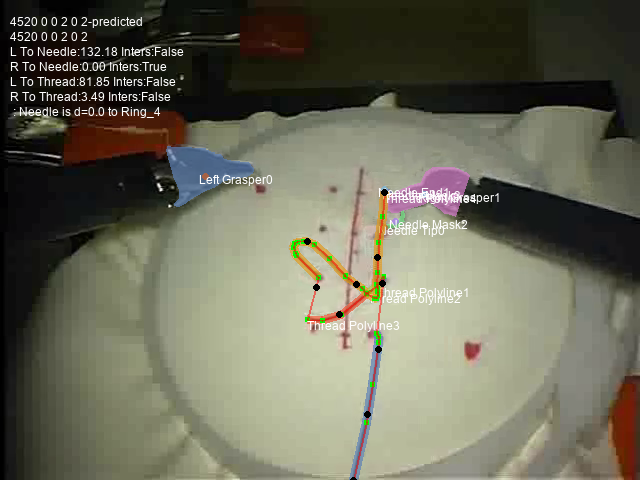 4520 0 0 2 0 2-predicted
4520 0 0 2 0 2
L To Needle:132.18 Inters:False
R To Needle:0.00 Inters:True
L To Thread:81.85 Inters:False
R To Thread:3.49 Inters:False
: Needle is d=0.0 to Ring_4
Left Grasper0
Needle End1
Needle Mask2
Needle Tip0
Thread Polyline1
Thread Polyline2
Thread Polyline3